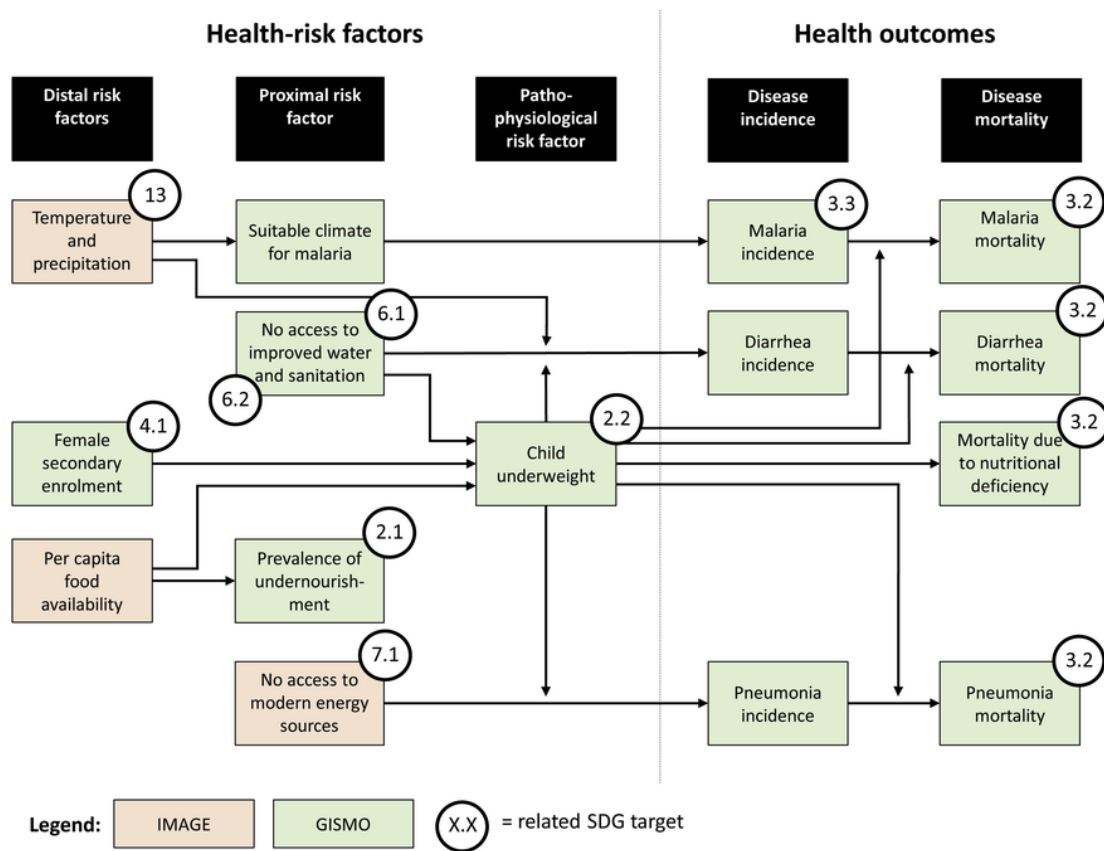 Health-risk factors
Health outcomes
Distal risk
factors
Proximal risk
factor
Patho-
physiological
risk factor
Disease
incidence
Disease
mortality
13
Temperature
and
precipitation
Suitable climate
for malaria
3.3
Malaria
incidence
3.2
Malaria
mortality
6.1
No access to
improved water
and sanitation
6.2
Diarrhea
incidence
3.2
Diarrhea
mortality
4.1
Female
secondary
enrolment
2.2
Child
underweight
3.2
Mortality due
to nutritional
deficiency
Per capita
food
availability
2.1
Prevalence of
undernourish-
ment
7.1
No access to
modern energy
sources
Pneumonia
incidence
3.2
Pneumonia
mortality
Legend:
IMAGE
GISMO
X.X
= related SDG target